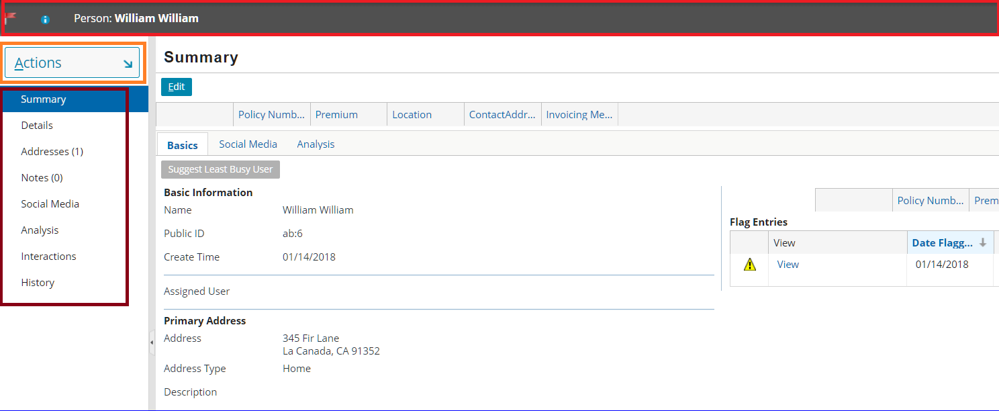 Person: William William
Actions
Summary
Details
Addresses (1)
Notes (0)
Social Media
Analysis
Interactions
History
Summary
Edit
Policy Numb... Premium Location ContactAddr... Invoicing Me...
Basics Social Media Analysis
Suggest Least Busy User
Basic Information
Name William William
Public ID ab:6
Create Time 01/14/2018
Assigned User
Primary Address
Address 345 Fir Lane
La Canada, CA 91352
Address Type Home
Description
Policy Numb... Prem
Flag Entries
View Date Flagg...
View 01/14/2018